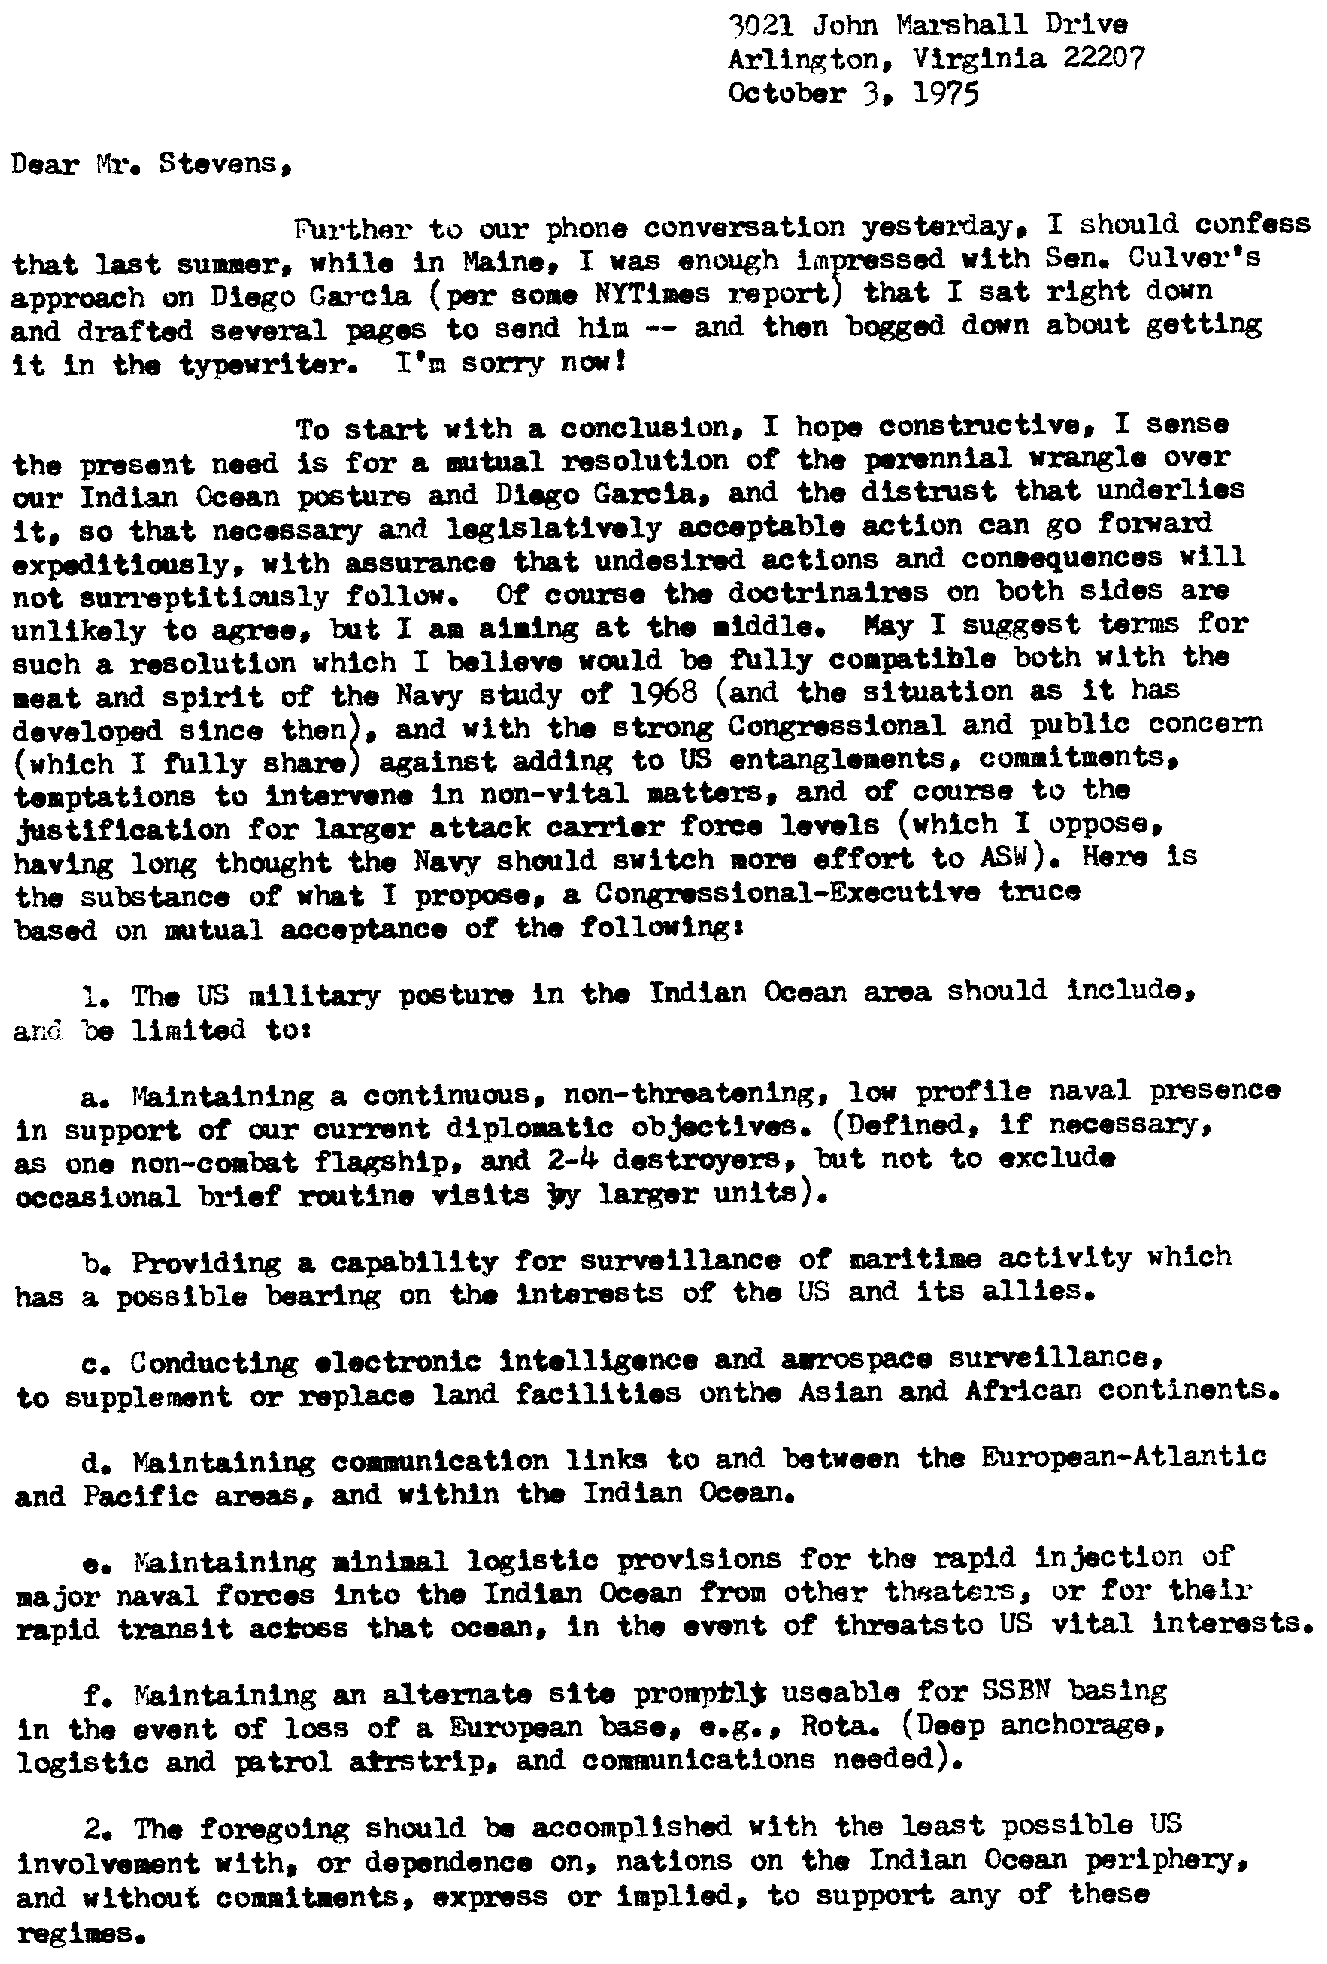 3021 John Marshall Drive
Arlington, Virginia 22207
October 3, 1975
Dear Mr. Stevens,
Further to our phone conversation yesterday, I should confess
that last summer, while in Maine, I was enough impressed with Sen. Culver's
approach on Diego Garcia (per some NYTimes report) that I sat right down
and drafted several pages to send him -- and then bogged down about getting
it in the typewriter. I'm sorry now!
To start with a conclusion, I hope constructive, I sense
the present need is for a mutual resolution of the perennial wrangle over
our Indian Ocean posture and Diego Garcia, and the distrust that underlies
it, so that necessary and legislatively acceptable action can go forward
expeditiously, with assurance that undesired actions and consequences will
not surreptitiously follow. Of course the doctrinaires on both sides are
unlikely to agree, but I am aiming at the middle. May I suggest terms for
such a resolution which I believe would be fully compatible both with the
meat and spirit of the Navy study of 1968 (and the situation as it has
developed since then), and with the strong Congressional and public concern
(which I fully share) against adding to US entanglements, commitments,
temptations to intervene in non-vital matters, and of course to the
justification for larger attack carrier force levels (which I oppose,
having long thought the Navy should switch more effort to ASW). Here is
the substance of what I propose, a Congressional-Executive truce
based on mutual acceptance of the following:
1. The US military posture in the Indian Ocean area should include,
and be limited to:
a. Maintaining a continuous, non-threatening, low profile naval presence
in support of our current diplomatic objectives. (Defined, if necessary,
as one non-combat flagship, and 2-4 destroyers, but not to exclude
occasional brief routine visits by larger units).
b. Providing a capability for surveillance of maritime activity which
has a possible bearing on the interests of the US and its allies.
c. Conducting electronic intelligence and aerospace surveillance,
to supplement or replace land facilities onthe Asian and African continents.
d. Maintaining communication links to and between the European-Atlantic
and Pacific areas, and within the Indian Ocean.
e. Maintaining minimal logistic provisions for the rapid injection of
major naval forces into the Indian Ocean from other theaters, or for their
rapid transit across that ocean, in the event of threatsto US vital interests.
f. Maintaining an alternate site promptly useable for SSBN basing
in the event of loss of a European base, e.g., Rota. (Deep anchorage,
logistic and patrol airstrip, and communications needed).
2. The foregoing should be accomplished with the least possible US
involvement with, or dependence on, nations on the Indian Ocean periphery,
and without commitments, express or implied, to support any of these
regimes.